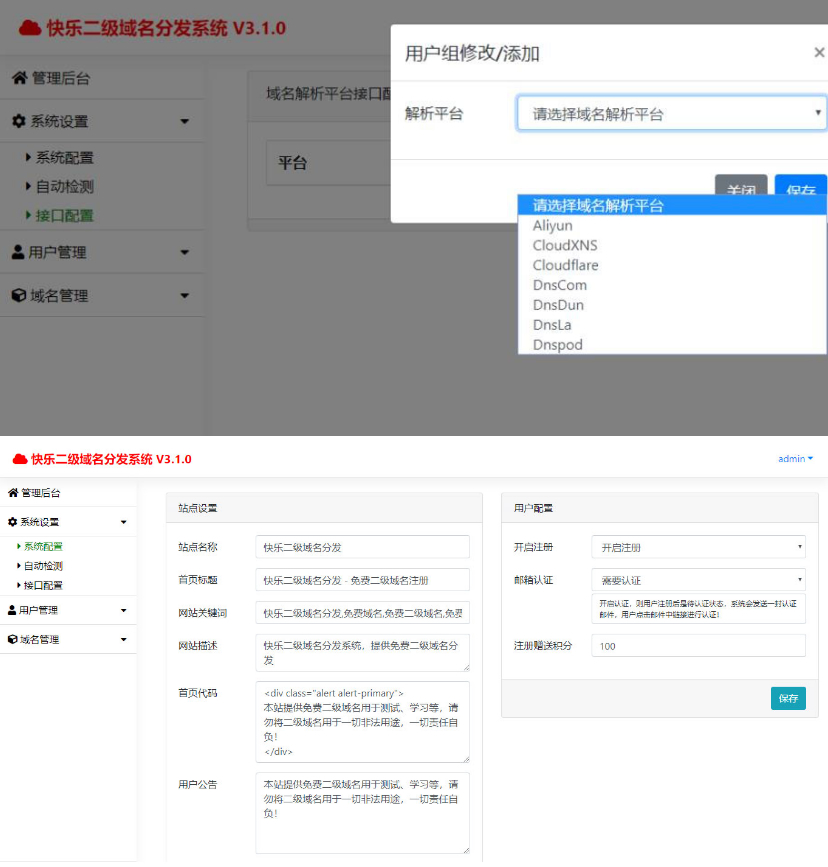 快乐二级域名分发系统 V3.1.0
用户组修改/添加
×
管理后台
域名解析平台接口配
解析平台
请选择域名解析平台
系统设置
系统配置
平台
自动检测
关闭
保存
接口配置
请选择域名解析平台
Aliyun
CloudXNS
Cloudflare
DnsCom
DnsDun
DnsLa
Dnspod
用户管理
域名管理
快乐二级域名分发系统 V3.1.0
admin
管理后台
系统设置
系统配置
自动检测
接口配置
用户管理
域名管理
站点设置
站点名称
快乐二级域名分发
首页标题
快乐二级域名分发 - 免费二级域名注册
网站关键词
快乐二级域名分发,免费域名,免费二级域名,免费
网站描述
快乐二级域名分发系统，提供免费二级域名分
发
首页代码
<div class="alert alert-primary">
本站提供免费二级域名用于测试、学习等，请
勿将二级域名用于一切非法用途，一切责任自
负！
</div>
用户公告
本站提供免费二级域名用于测试、学习等，请
勿将二级域名用于一切非法用途，一切责任自
负！
用户配置
开启注册
开启注册
邮箱认证
需要认证
开启认证，则用户注册后是待认证状态，系统会发送一封认证
邮件，用户点击邮件中链接进行认证！
注册赠送积分
100
保存